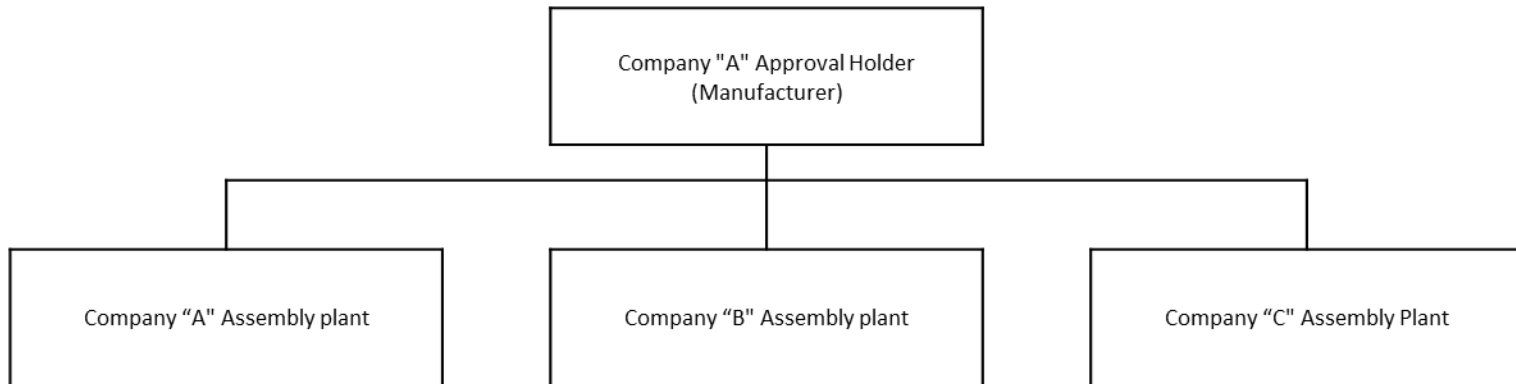 Company "A" Approval Holder
(Manufacturer)
Company “A" Assembly plant
Company “B" Assembly plant
Company “C" Assembly Plant